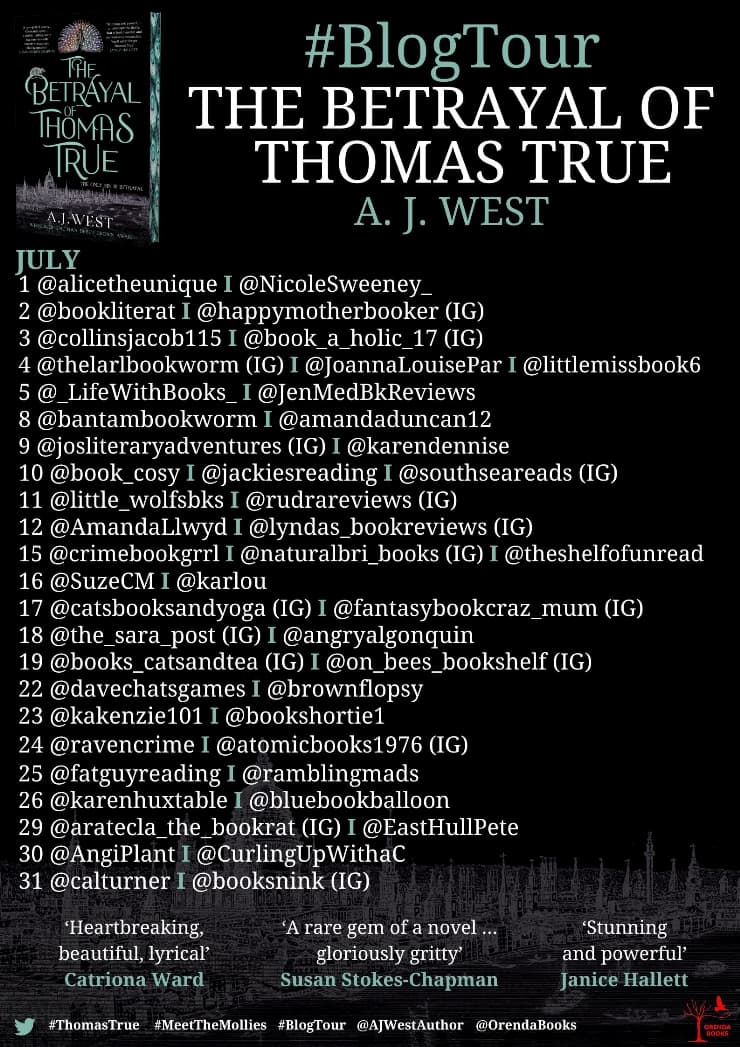 THE
BETRAYAL
OF
THOMAS
TRUE
THE ONLY SIN IS BETRAYAL
A.J. WEST
#BlogTour
THE BETRAYAL OF
THOMAS TRUE
A. J. WEST
JULY
1 @alicetheunique I @NicoleSweeney_
2 @bookliterat I @happymotherbooker (IG)
3 @collinsjacob115 I @book_a_holic_17 (IG)
4 @thelarlbookworm (IG) I @JoannaLouisePar I @littlemissbook6
5 @_LifeWithBooks_ I @JenMedBkReviews
8 @bantambookworm I @amandaduncan12
9 @josliteraryadventures (IG) I @karendennise
10 @book_cosy I @jackiesreading I @southseareads (IG)
11 @little_wolfsbks I @rudrareviews (IG)
12 @AmandaLlwyd I @lyndas_bookreviews (IG)
15 @crimebookgrrl I @naturalbri_books (IG) I @theshelfofunread
16 @SuzeCM I @karlou
17 @catsbooksandyoga (IG) I @fantasybookcraz_mum (IG)
18 @the_sara_post (IG) I @angryalgonquin
19 @books_catsandtea (IG) I @on_bees_bookshelf (IG)
22 @davechatsgames I @brownflopsy
23 @kakenzie101 I @bookshortie1
24 @ravencrime I @atomicbooks1976 (IG)
25 @fatguyreading I @ramblingmads
26 @karenhuxtable I @bluebookballoon
29 @aratecla_the_bookrat (IG) I @EastHullPete
30 @AngiPlant I @CurlingUpWithaC
31 @calturner I @booksnink (IG)
‘Heartbreaking,
beautiful, lyrical’
Catriona Ward
‘A rare gem of a novel ...
gloriously gritty’
Susan Stokes-Chapman
‘Stunning
and powerful’
Janice Hallett
#ThomasTrue #MeetTheMollies #BlogTour @AJWestAuthor @OrendaBooks
ORENDA
BOOKS